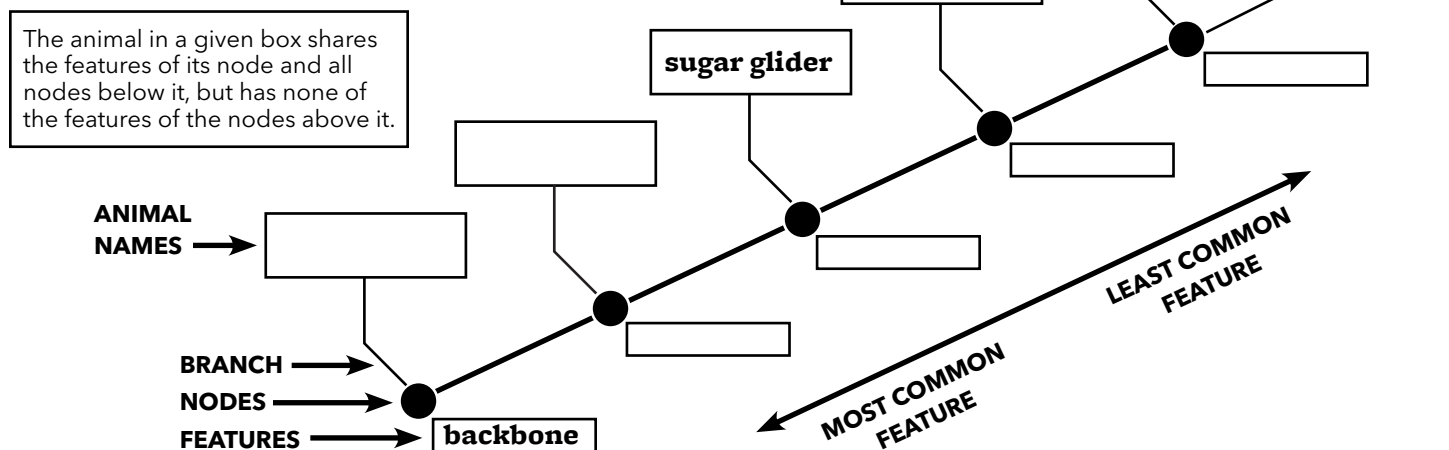 The animal in a given box shares
the features of its node and all
nodes below it, but has none of
the features of the nodes above it.
sugar glider
ANIMAL
NAMES
BRANCH
NODES
FEATURES
backbone
MOST COMMON
FEATURE
LEAST COMMON
FEATURE